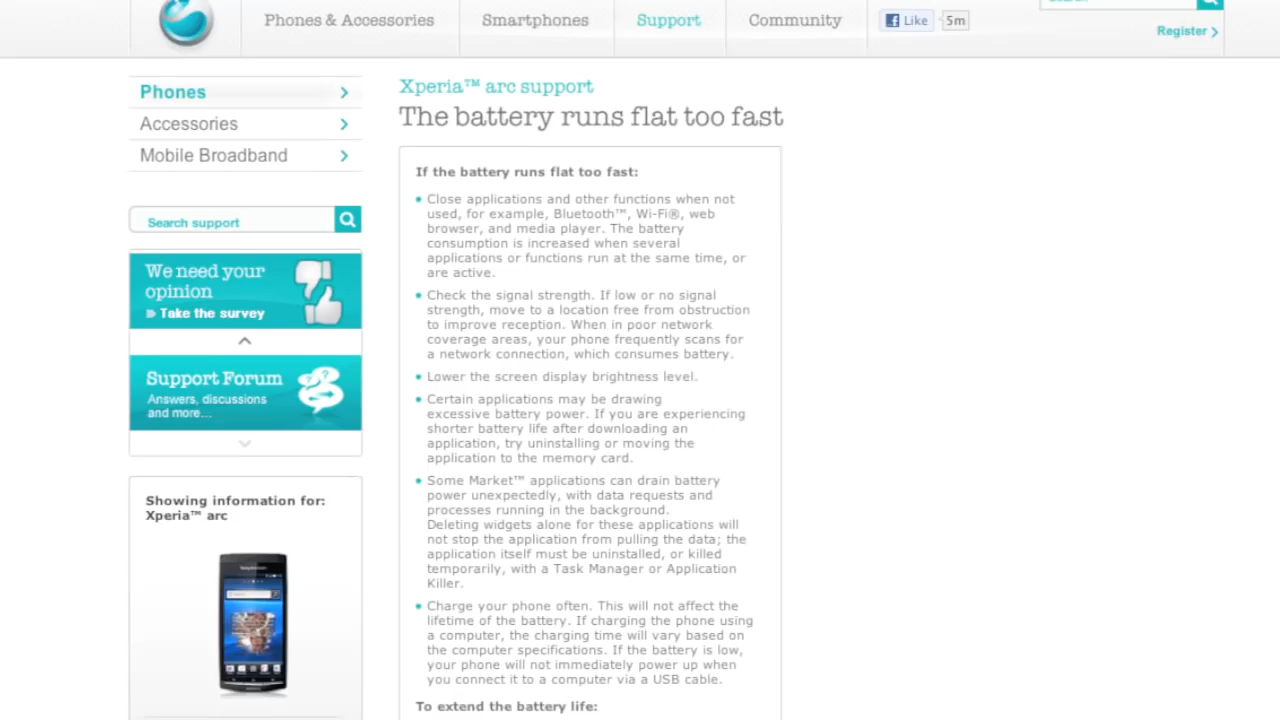 Phones & Accessories
Smartphones
Support
Community
Like
5m
Register
Phones
Accessories
Mobile Broadband
Search support
We need your
opinion
Take the survey
Support Forum
Answers, discussions
and more...
Showing information for:
Xperia™ arc
Xperia™ arc support
The battery runs flat too fast
If the battery runs flat too fast:
Close applications and other functions when not
used, for example, Bluetooth™, Wi-Fi®, web
browser, and media player. The battery
consumption is increased when several
applications or functions run at the same time, or
are active.
Check the signal strength. If low or no signal
strength, move to a location free from obstruction
to improve reception. When in poor network
coverage areas, your phone frequently scans for
a network connection, which consumes battery.
Lower the screen display brightness level.
Certain applications may be drawing
excessive battery power. If you are experiencing
shorter battery life after downloading an
application, try uninstalling or moving the
application to the memory card.
Some Market™ applications can drain battery
power unexpectedly, with data requests and
processes running in the background.
Deleting widgets alone for these applications will
not stop the application from pulling the data; the
application itself must be uninstalled, or killed
temporarily, with a Task Manager or Application
Killer.
Charge your phone often. This will not affect the
lifetime of the battery. If charging the phone using
a computer, the charging time will vary based on
the computer specifications. If the battery is low,
your phone will not immediately power up when
you connect it to a computer via a USB cable.
To extend the battery life: